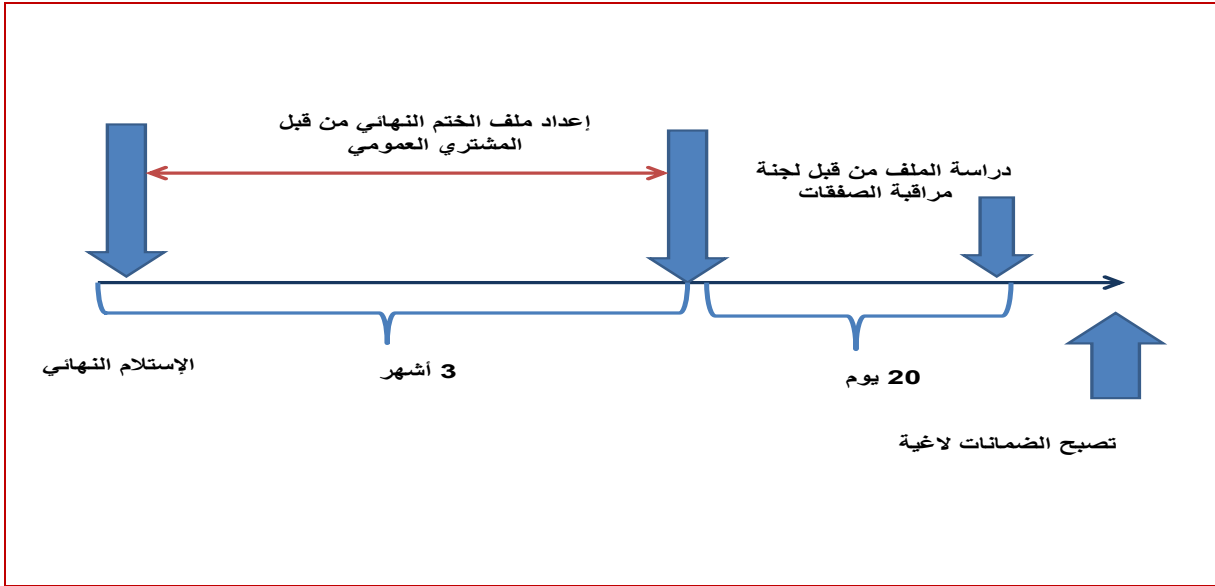 إعداد ملف الختم النهائي من قبل
المشتري العمومي
دراسة الملف من قبل لجنة
مراقبة الصفقات
الإستلام النهائي
3 أشهر
20 يوم
تصبح الضمانات لاغية